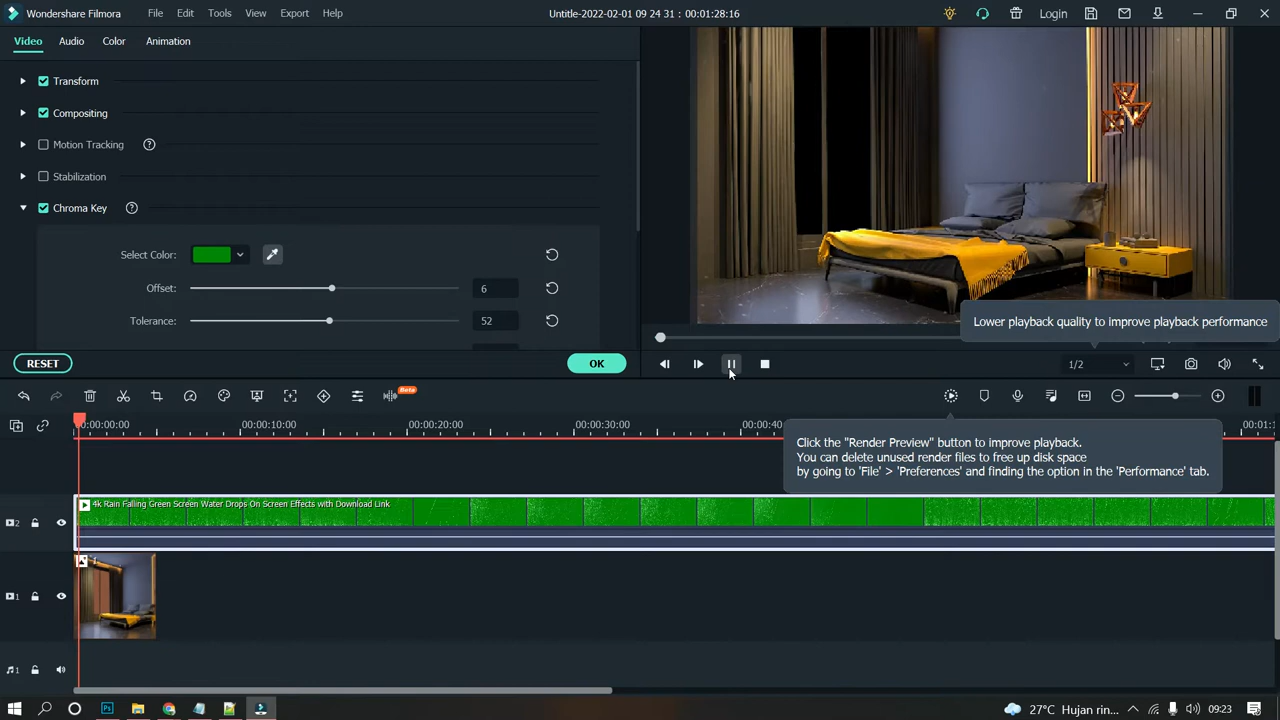 Wondershare Filmora File Edit Tools View Export Help Untitle-2022-02-01 09 24 31 : 00:01:28:16 Login
Video Audio Color Animation
Transform
Compositing
Motion Tracking
Stabilization
Chroma Key
Select Color:
Offset: 6
Tolerance: 52
Lower playback quality to improve playback performance
RESET OK 1/2
Beta
00:00:00:00 00:00:10:00 00:00:20:00 00:00:30:00 00:00:40
Click the "Render Preview" button to improve playback.
You can delete unused render files to free up disk space
by going to 'File' > 'Preferences' and finding the option in the 'Performance' tab.
4k Rain Falling Green Screen Water Drops On Screen Effects with Download Link
2
1
1
Ps 27°C Hujan rin... 09:23